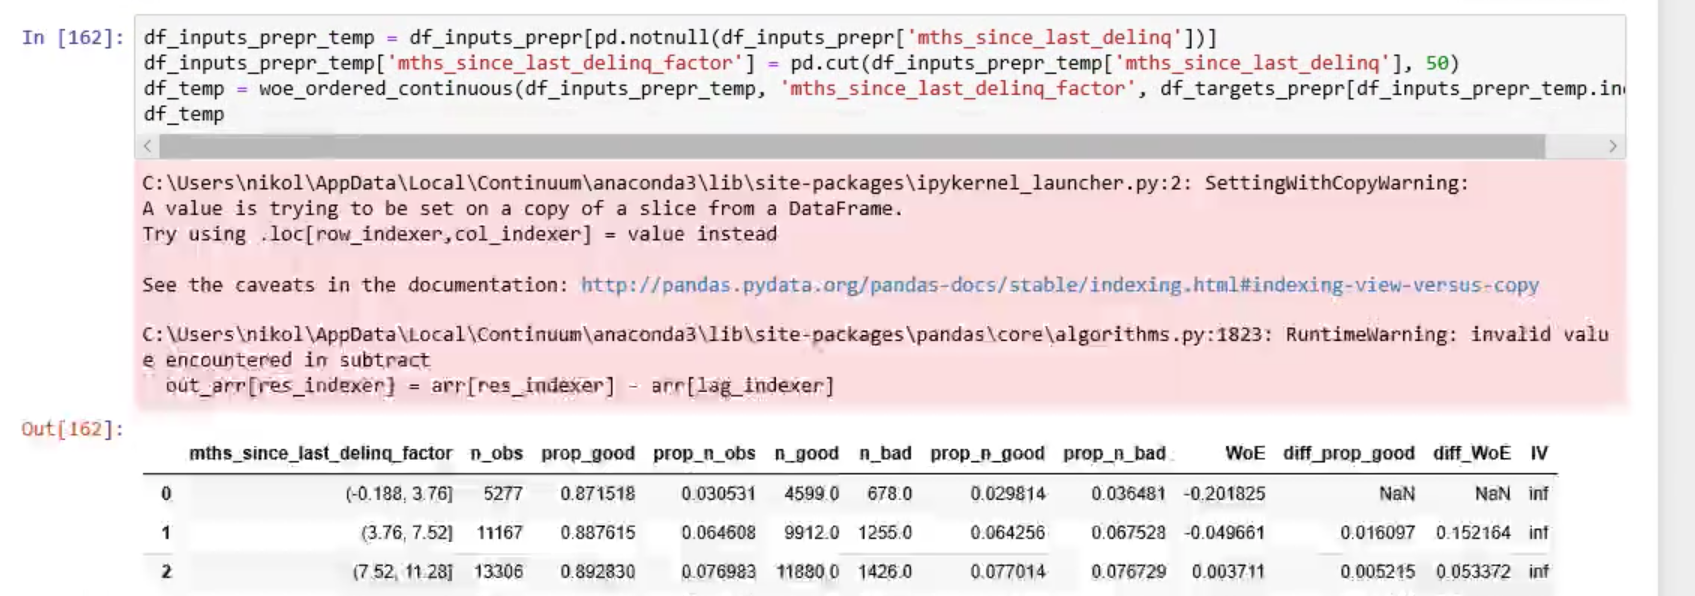 In [162]: df_inputs_prepr_temp = df_inputs_prepr[pd.notnull(df_inputs_prepr['mths_since_last_delinq'])]
df_inputs_prepr_temp['mths_since_last_delinq_factor'] = pd.cut(df_inputs_prepr_temp['mths_since_last_delinq'], 50)
df_temp = woe_ordered_continuous(df_inputs_prepr_temp, 'mths_since_last_delinq_factor', df_targets_prepr[df_inputs_prepr_temp.in
df_temp
C:\Users\nikol\AppData\Local\Continuum\anaconda3\lib\site-packages\ipykernel_launcher.py:2: SettingWithCopyWarning:
A value is trying to be set on a copy of a slice from a DataFrame.
Try using .loc[row_indexer,col_indexer] = value instead
See the caveats in the documentation: http://pandas.pydata.org/pandas-docs/stable/indexing.html#indexing-view-versus-copy
C:\Users\nikol\AppData\Local\Continuum\anaconda3\lib\site-packages\pandas\core\algorithms.py:1823: RuntimeWarning: invalid valu
e encountered in subtract
out_arr[res_indexer] = arr[res_indexer] - arr[lag_indexer]
Out[162]:
mths_since_last_delinq_factor n_obs prop_good prop_n_obs n_good n_bad prop_n_good prop_n_bad WoE diff_prop_good diff_WoE IV
0 (-0.188, 3.76] 5277 0.871518 0.030531 4599.0 678.0 0.029814 0.036481 -0.201825 NaN NaN inf
1 (3.76, 7.52] 11167 0.887615 0.064608 9912.0 1255.0 0.064256 0.067528 -0.049661 0.016097 0.152164 inf
2 (7.52, 11.28] 13306 0.892830 0.076983 11880.0 1426.0 0.077014 0.076729 0.003711 0.005215 0.053372 inf